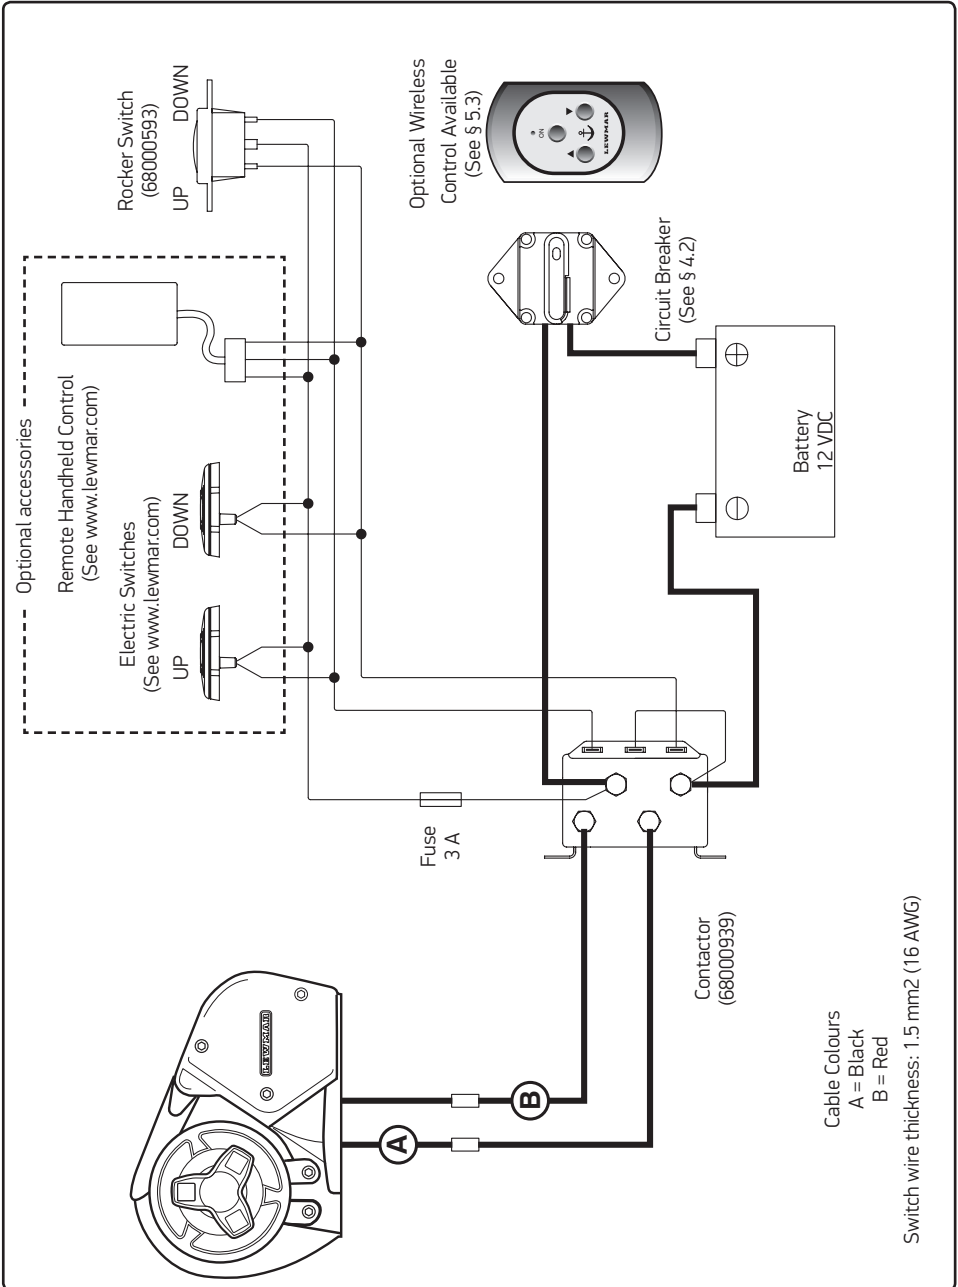 Optional accessories
Remote Handheld Control
(See www.lewmar.com)
Electric Switches
(See www.lewmar.com)
UP
DOWN
Rocker Switch
(68000593)
UP
DOWN
Optional Wireless
Control Available
(See § 5.3)
ON
LEWMAR
Circuit Breaker
(See § 4.2)
Battery
12 VDC
Fuse
3 A
Contactor
(68000939)
LEWMAR
A
B
Cable Colours
A = Black
B = Red
Switch wire thickness: 1.5 mm2 (16 AWG)